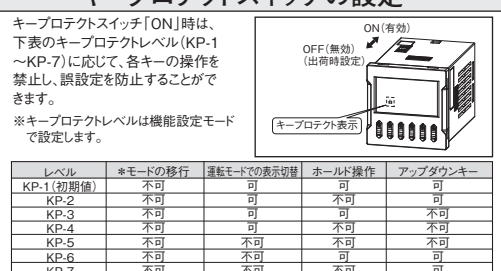 キープロテクトスイッチの設定
キープロテクトスイッチ「ON」時は、
下表のキープロテクトレベル（KP-1
～KP-7）に応じて、各キーの操作を
禁止し、誤設定を防止することがで
きます。
※キープロテクトレベルは機能設定モード
で設定します。
ON（有効）
OFF（無効）
（出荷時設定）
キープロテクト表示
レベル ＊モードの移行 運転モードでの表示切替 ホールド操作 アップダウンキー
KP-1（初期値） 不可 可 可 可
KP-2 不可 可 不可 可
KP-3 不可 可 可 不可
KP-4 不可 可 不可 不可
KP-5 不可 不可 不可 不可
KP-6 不可 不可 可 可
KP-7 不可 不可 不可 可